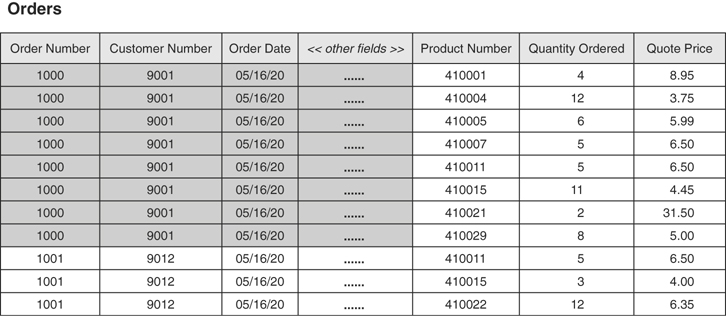 Orders
Order Number Customer Number Order Date << other fields >> Product Number Quantity Ordered Quote Price
1000 9001 05/16/20 ...... 410001 4 8.95
1000 9001 05/16/20 ...... 410004 12 3.75
1000 9001 05/16/20 ...... 410005 6 5.99
1000 9001 05/16/20 ...... 410007 5 6.50
1000 9001 05/16/20 ...... 410011 5 6.50
1000 9001 05/16/20 ...... 410015 11 4.45
1000 9001 05/16/20 ...... 410021 2 31.50
1000 9001 05/16/20 ...... 410029 8 5.00
1001 9012 05/16/20 ...... 410011 5 6.50
1001 9012 05/16/20 ...... 410015 3 4.00
1001 9012 05/16/20 ...... 410022 12 6.35